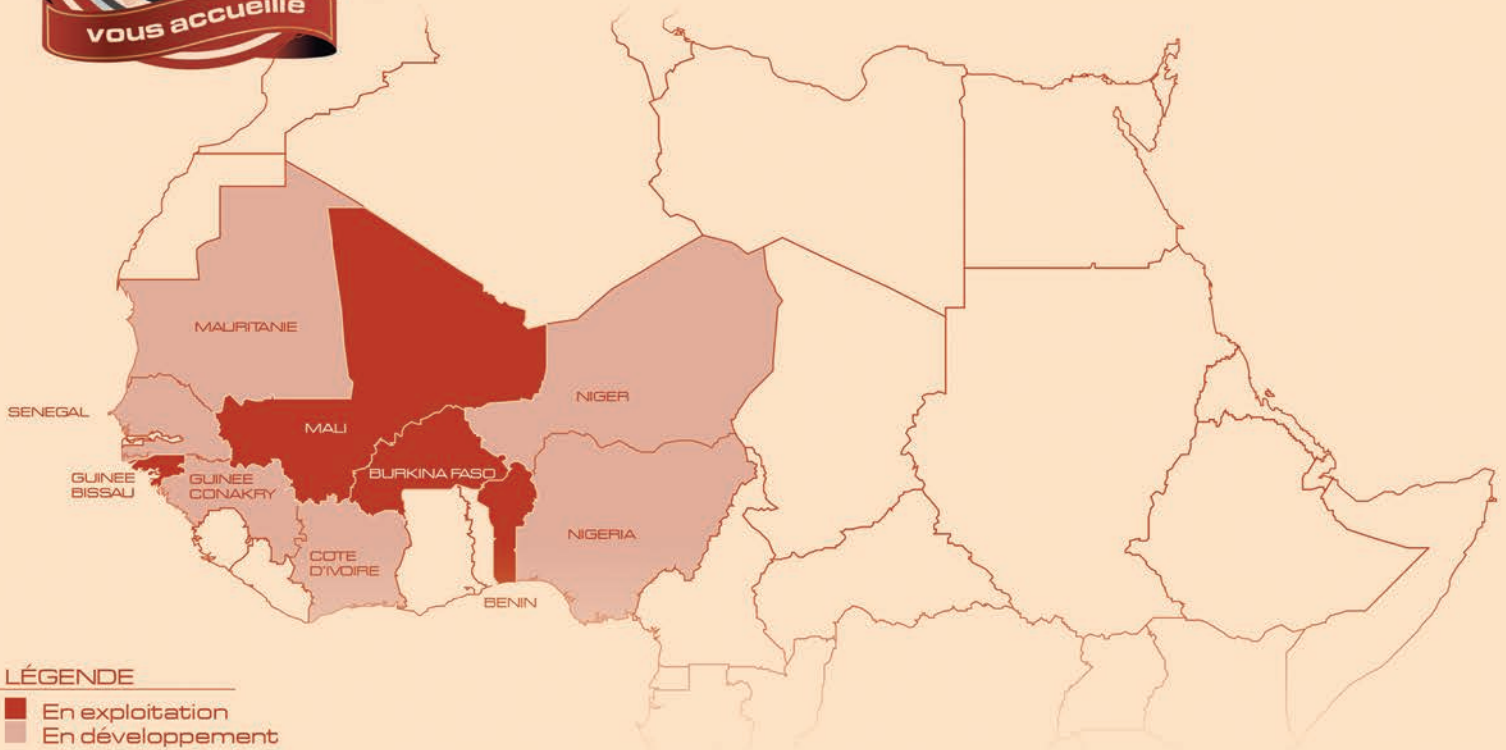 vous accueille
MAURITANIE
SENEGAL
MALI
NIGER
BURKINA FASO
GUINEE
BISSAU
GUINEE
CONAKRY
COTE
D'IVOIRE
NIGERIA
BENIN
LÉGENDE
En exploitation
En développement